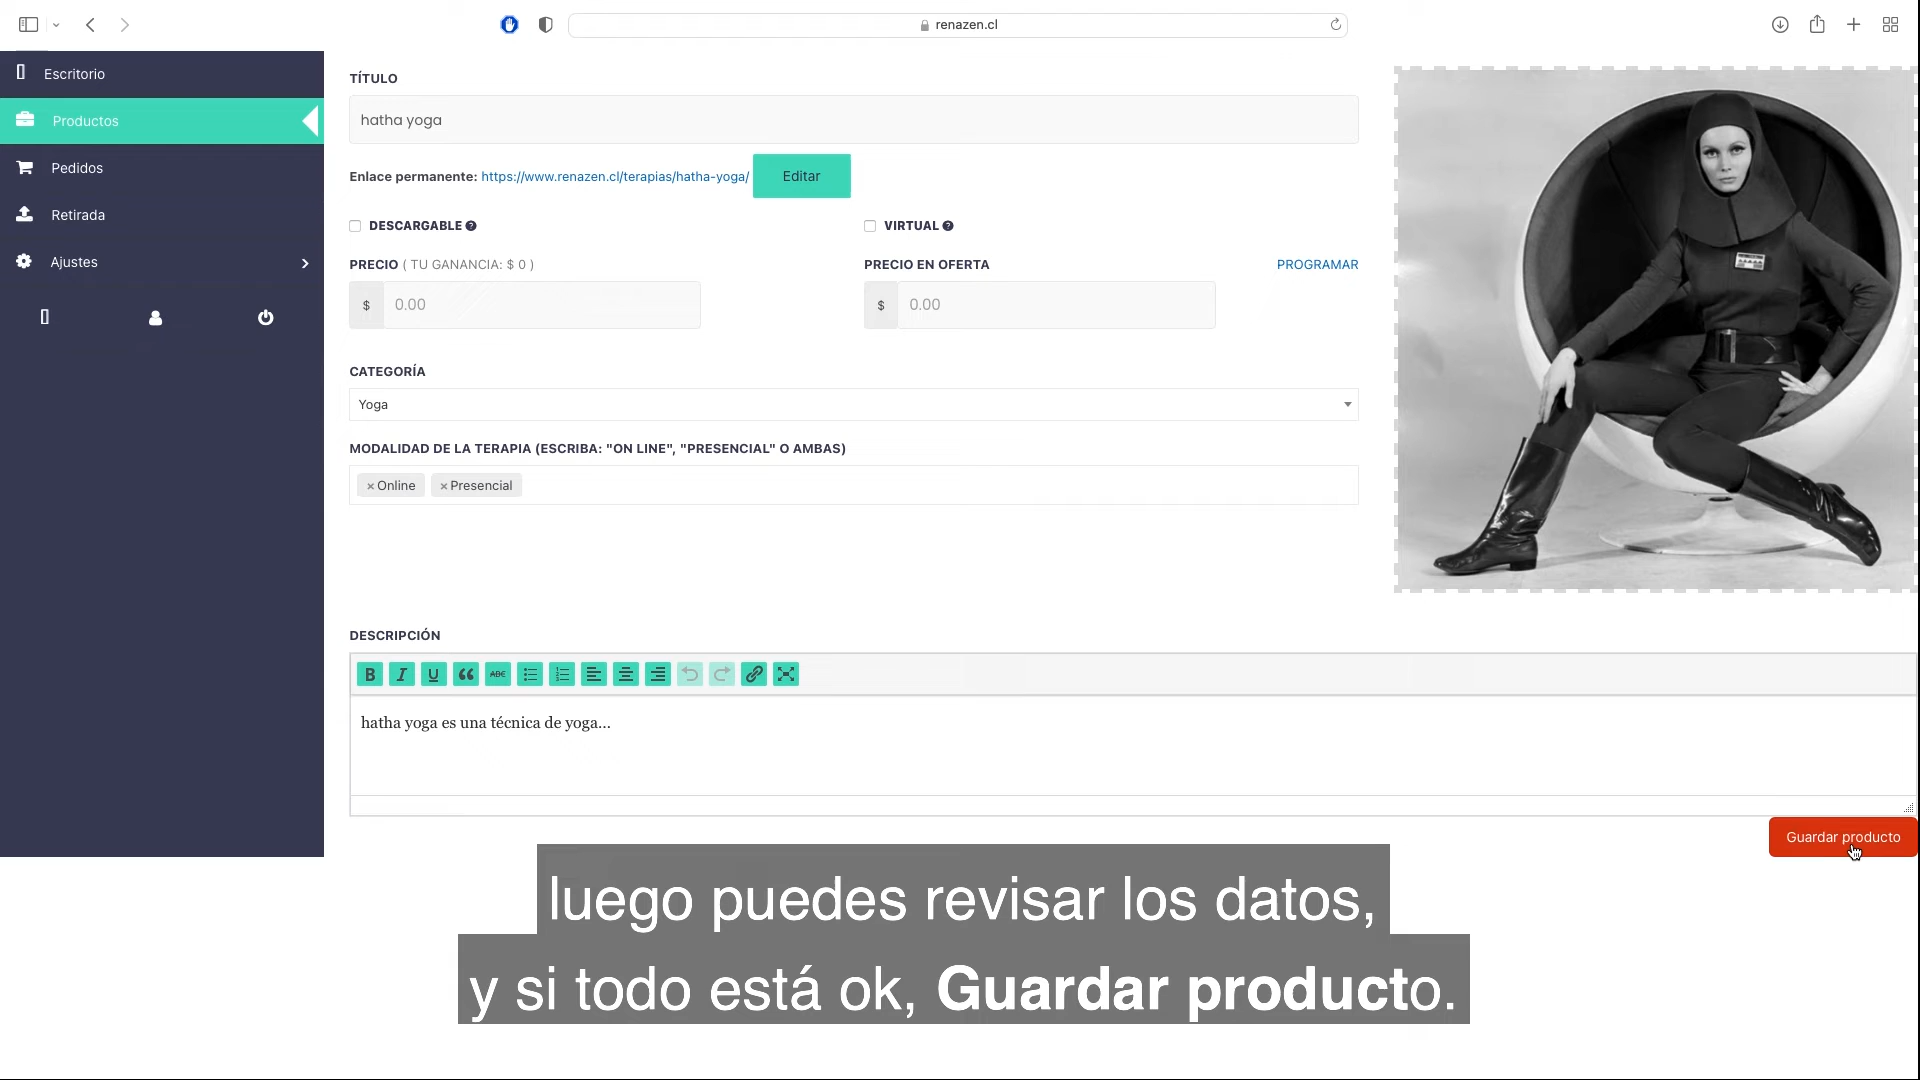 renazen.cl
Escritorio
Productos
Pedidos
Retirada
Ajustes
TÍTULO
hatha yoga
Enlace permanente: https://www.renazen.cl/terapias/hatha-yoga/ Editar
DESCARGABLE
VIRTUAL
PRECIO ( TU GANANCIA: $ 0 )
PRECIO EN OFERTA
PROGRAMAR
$ 0.00
$ 0.00
CATEGORÍA
Yoga
MODALIDAD DE LA TERAPIA (ESCRIBA: "ON LINE", "PRESENCIAL" O AMBAS)
×Online ×Presencial
DESCRIPCIÓN
B I U ABC
hatha yoga es una técnica de yoga...
Guardar producto
luego puedes revisar los datos,
y si todo está ok, Guardar producto.